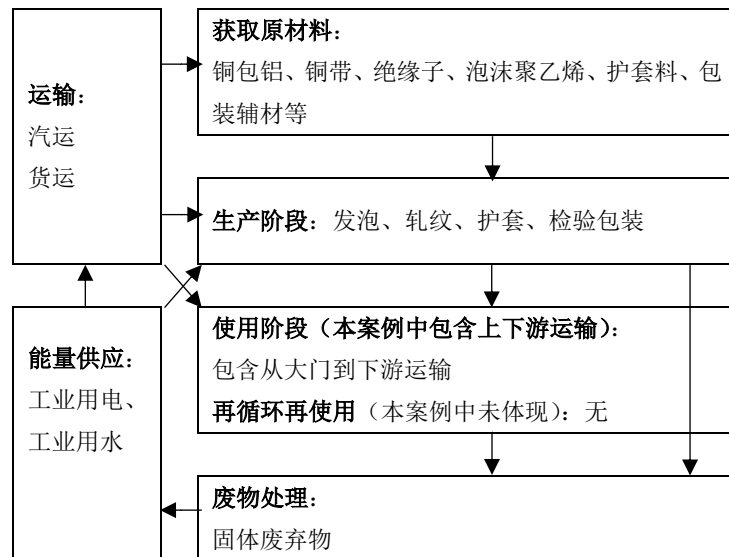 运输：
汽运
货运
能量供应：
工业用电、
工业用水
获取原材料：
铜包铝、铜带、绝缘子、泡沫聚乙烯、护套料、包
装辅材等
生产阶段：发泡、轧纹、护套、检验包装
使用阶段（本案例中包含上下游运输）：
包含从大门到下游运输
再循环再使用（本案例中未体现）：无
废物处理：
固体废弃物